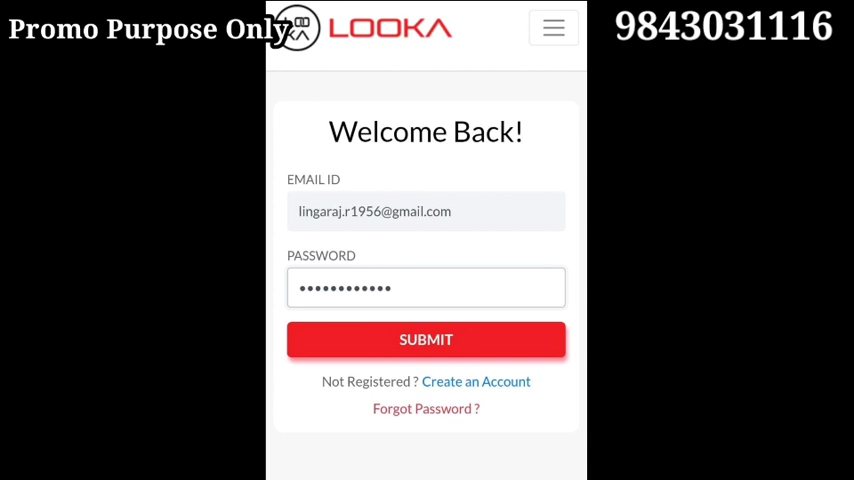 Promo Purpose Only
KA
LOOKA
9843031116
Welcome Back!
EMAIL ID
lingaraj.r1956@gmail.com
PASSWORD
••••••••••••
SUBMIT
Not Registered ? Create an Account
Forgot Password ?